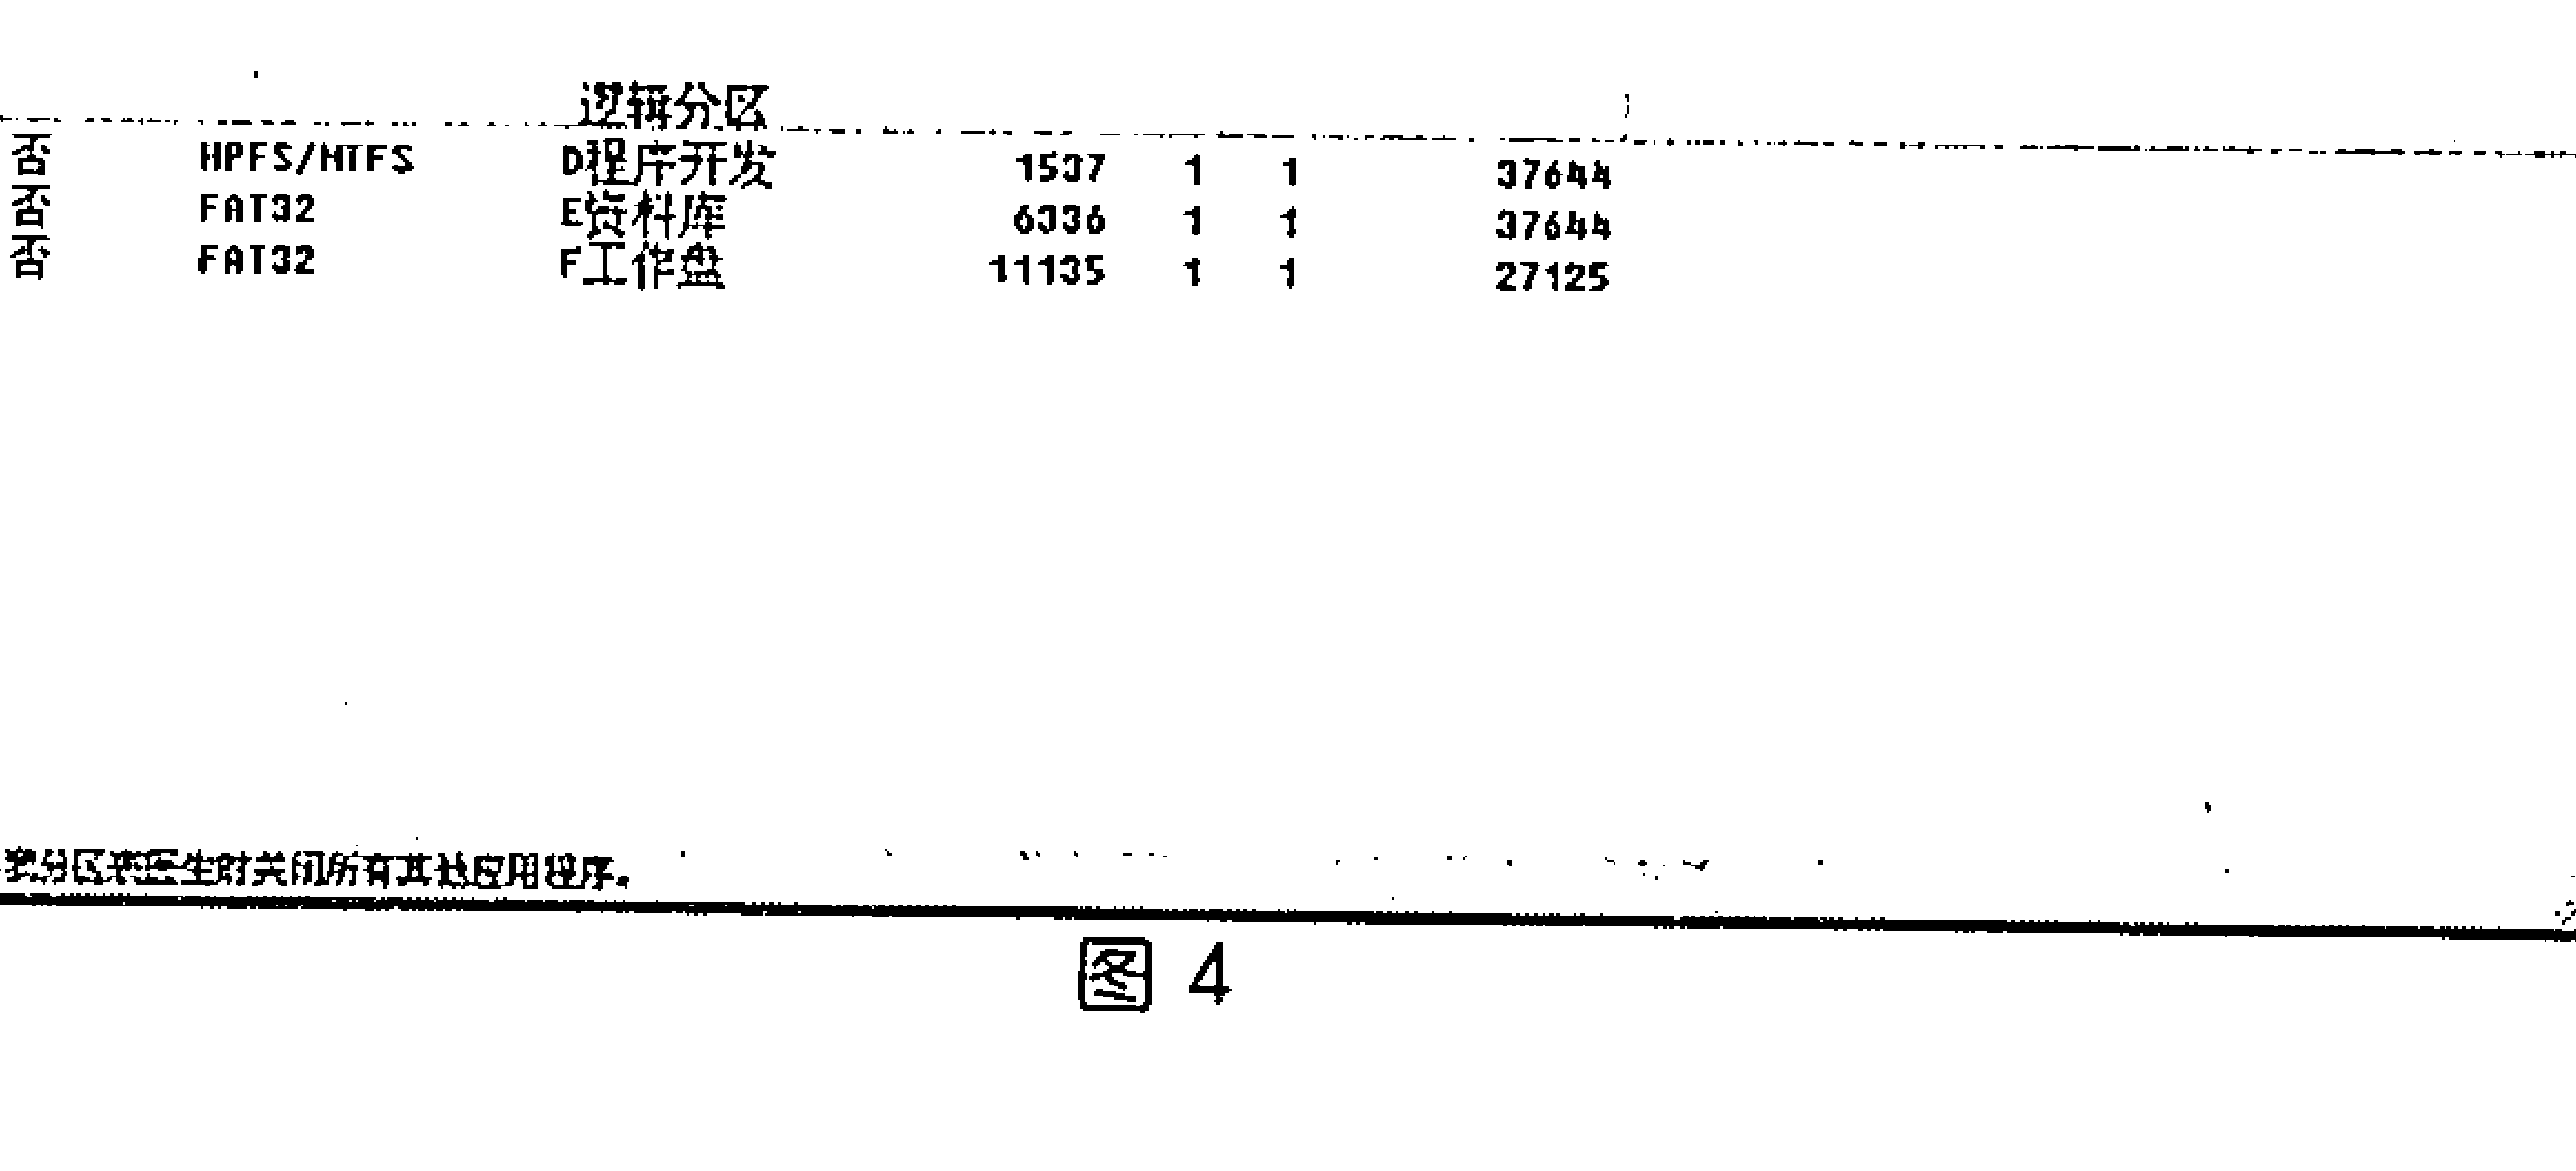 逻辑分区
否 HPFS/NTFS D程序开发 1537 1 1 37644
否 FAT32 E资料库 6336 1 1 37644
否 FAT32 F工作盘 11135 1 1 27125
分区表医生时关闭所有其他应用程序。
图 4